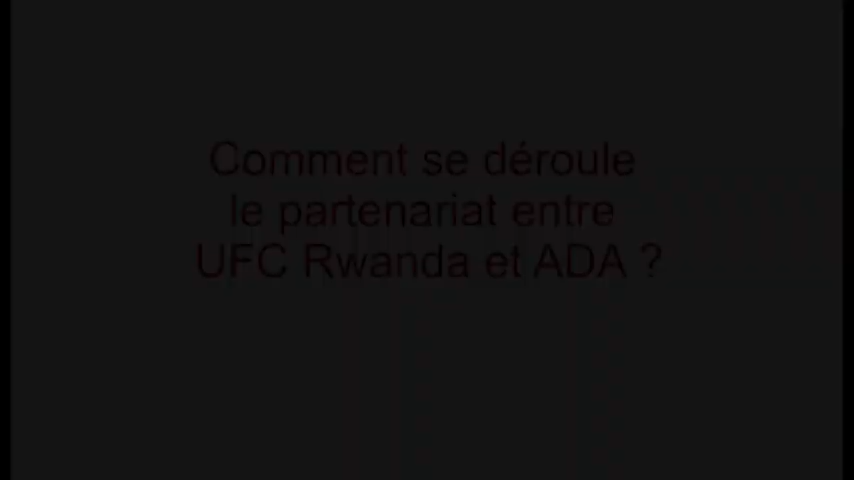 Comment se déroule
le partenariat entre
UFC Rwanda et ADA ?